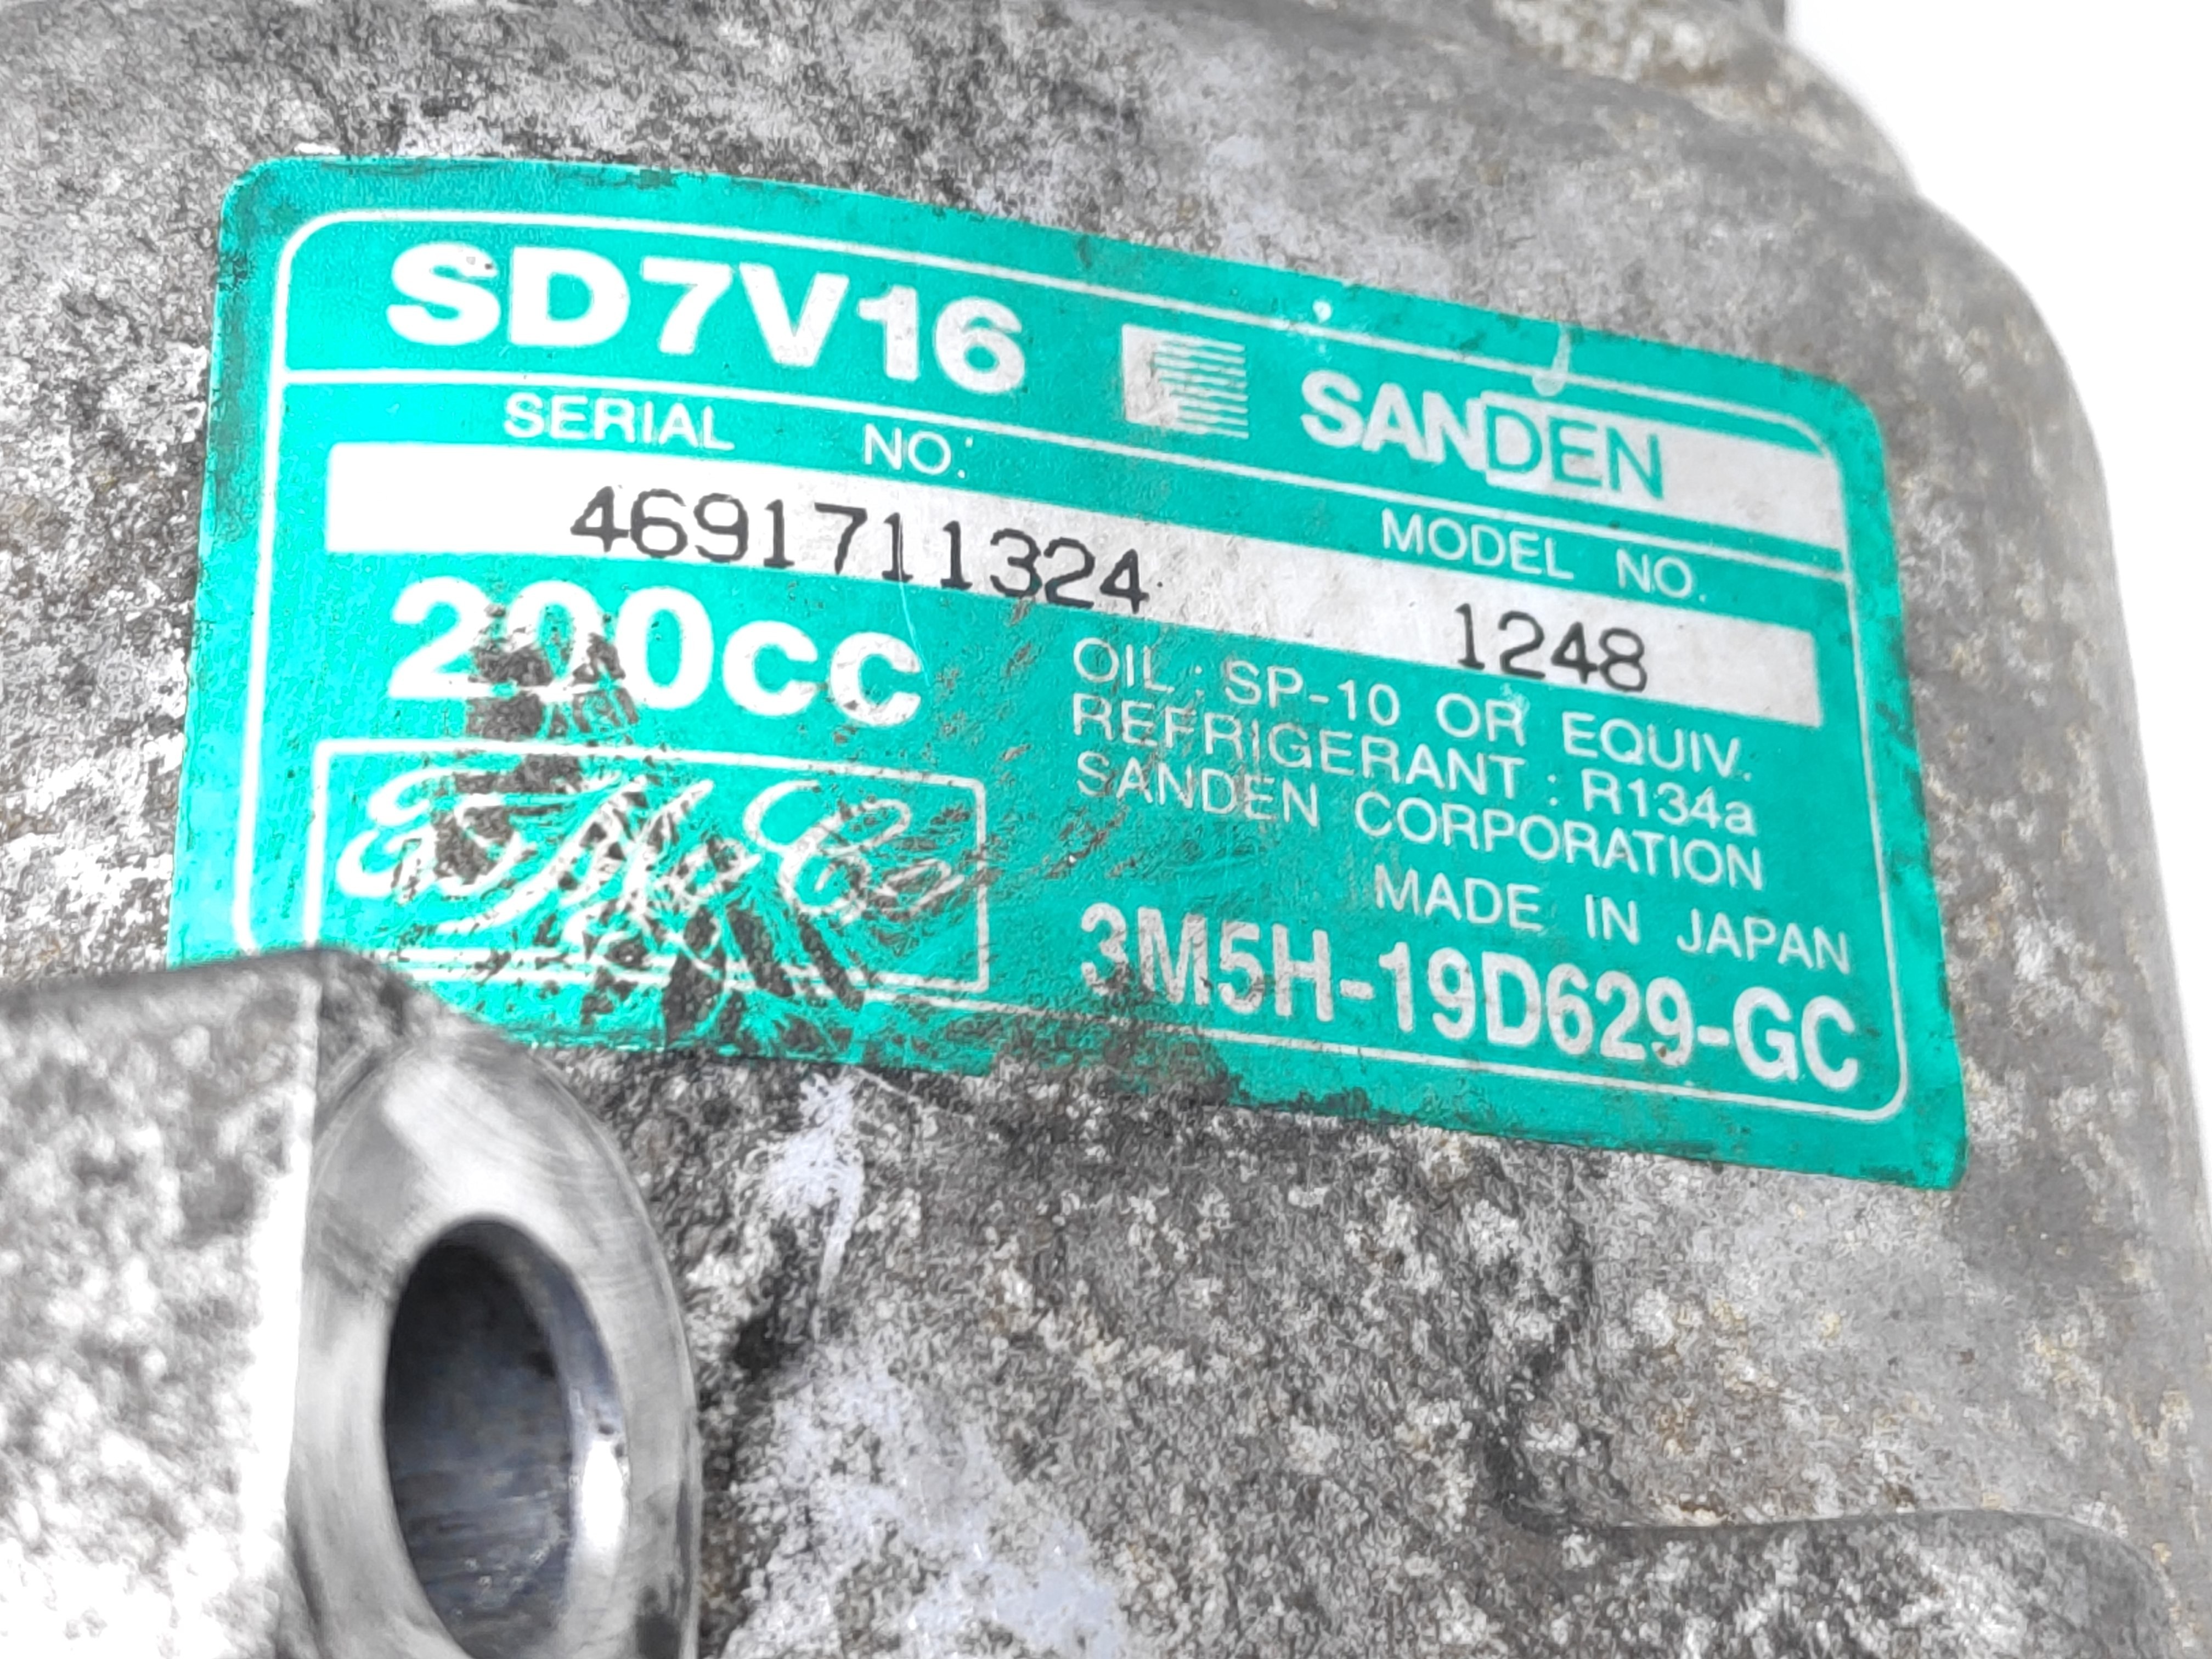 SD7V16 SANDEN
SERIAL NO. MODEL NO.
4691711324 1248
200cc
OIL : SP-10 OR EQUIV.
REFRIGERANT : R134a
SANDEN CORPORATION
MADE IN JAPAN
3M5H-19D629-GC